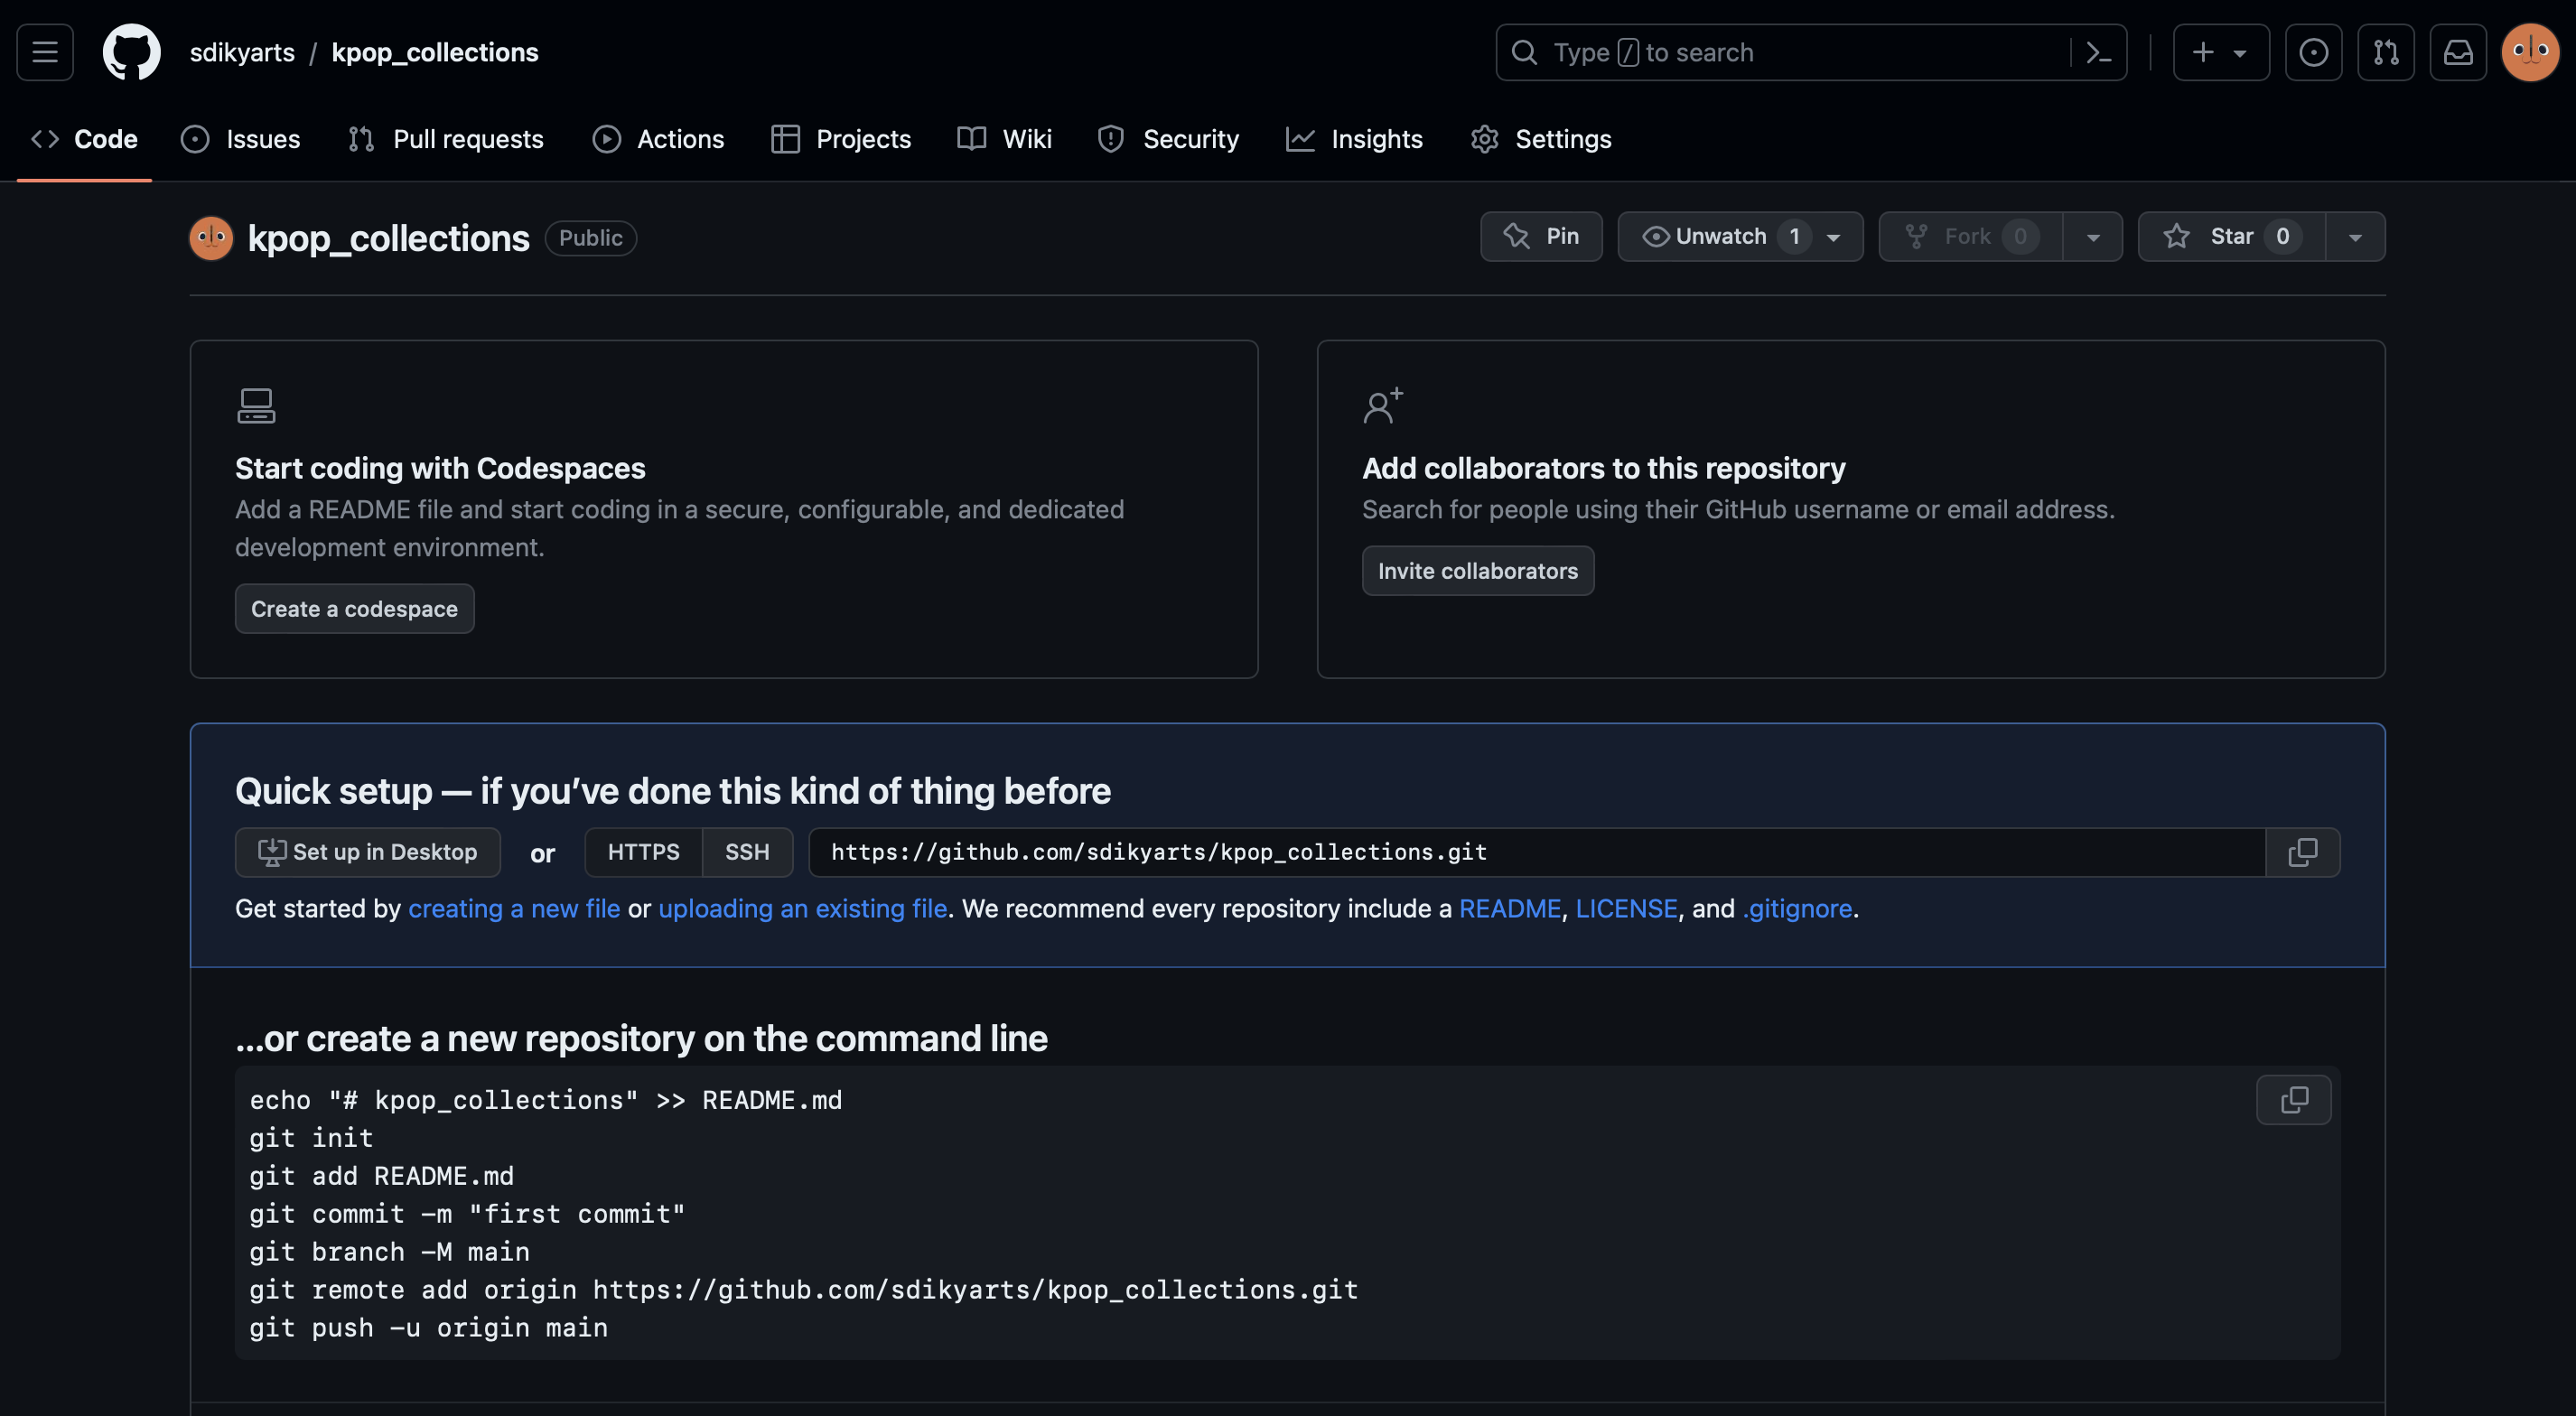 sdikyarts / kpop_collections
Type / to search
Code
Issues
Pull requests
Actions
Projects
Wiki
Security
Insights
Settings
kpop_collections Public
Pin
Unwatch 1
Fork 0
Star 0
Start coding with Codespaces
Add a README file and start coding in a secure, configurable, and dedicated
development environment.
Create a codespace
Add collaborators to this repository
Search for people using their GitHub username or email address.
Invite collaborators
Quick setup — if you’ve done this kind of thing before
Set up in Desktop or HTTPS SSH https://github.com/sdikyarts/kpop_collections.git
Get started by creating a new file or uploading an existing file. We recommend every repository include a README, LICENSE, and .gitignore.
…or create a new repository on the command line
echo "# kpop_collections" >> README.md
git init
git add README.md
git commit -m "first commit"
git branch -M main
git remote add origin https://github.com/sdikyarts/kpop_collections.git
git push -u origin main